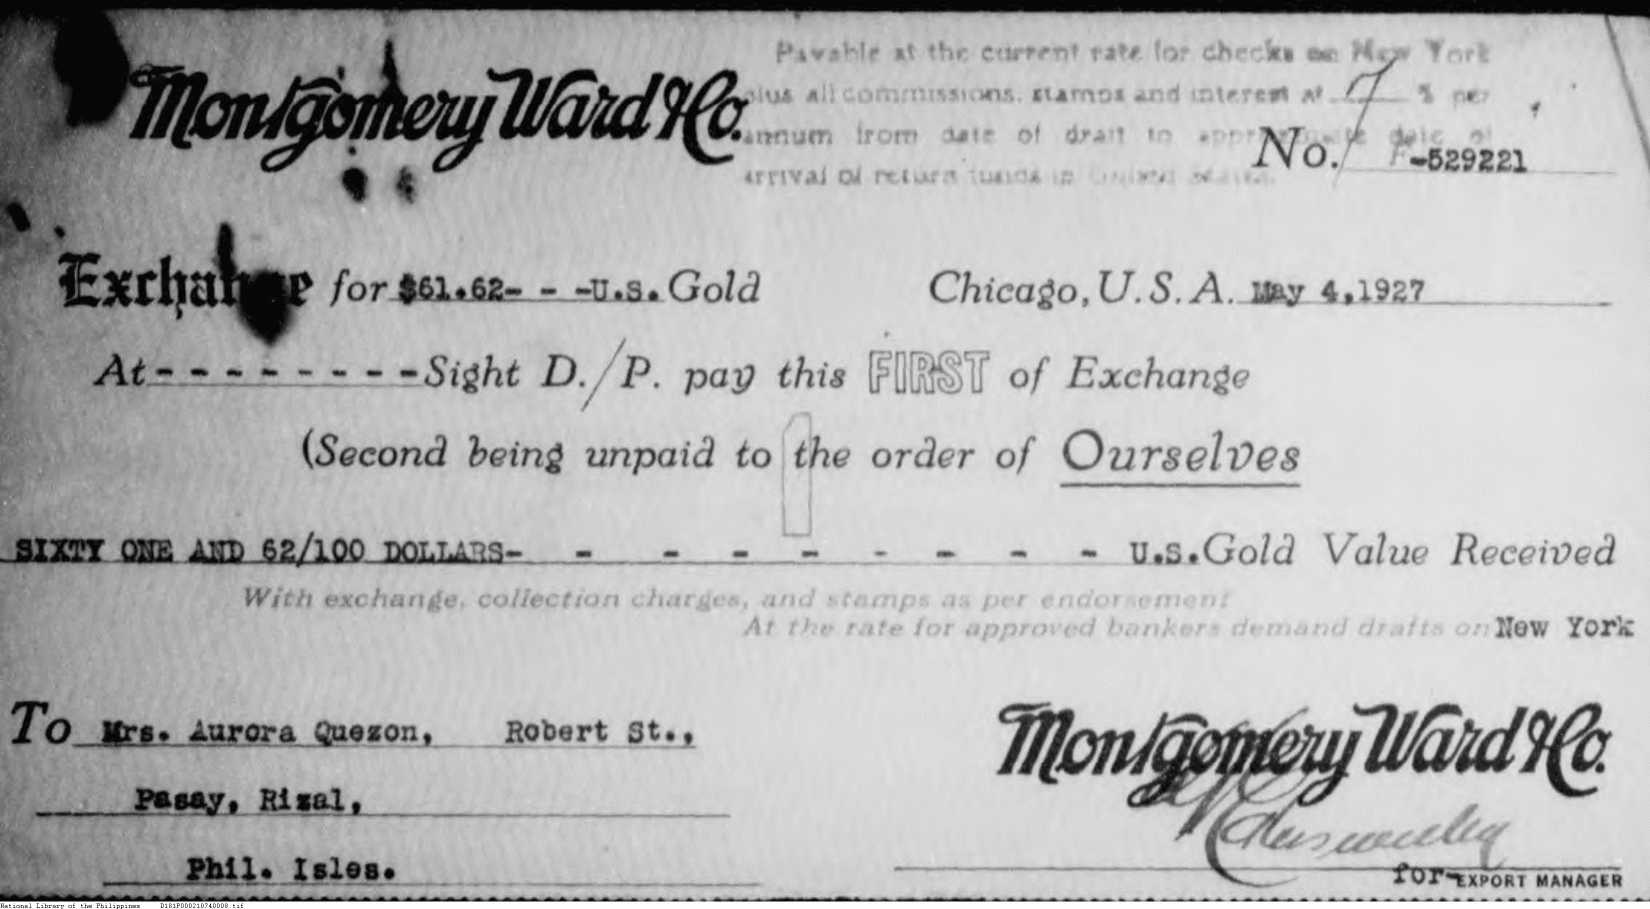 Montgomery Ward & Co.
Payable at the current rate for checks on New York
plus all commissions, stamps and interest at 7 % per
annum from date of draft to approximate date of
arrival of return funds in United States.
No. F-529221
Exchange for $61.62- - -U.S. Gold
Chicago, U.S.A. May 4,1927
At - - - - - - - - - Sight D./P. pay this FIRST of Exchange
(Second being unpaid to the order of Ourselves
SIXTY ONE AND 62/100 DOLLARS- - - - - - - - - U.S. Gold Value Received
With exchange, collection charges, and stamps as per endorsement
At the rate for approved bankers demand drafts on New York
To Mrs. Aurora Quezon, Robert St.,
Pasay, Rizal,
Phil. Isles.
Montgomery Ward & Co.
for-EXPORT MANAGER
National Library of the Philippines D181P000210740008.tif